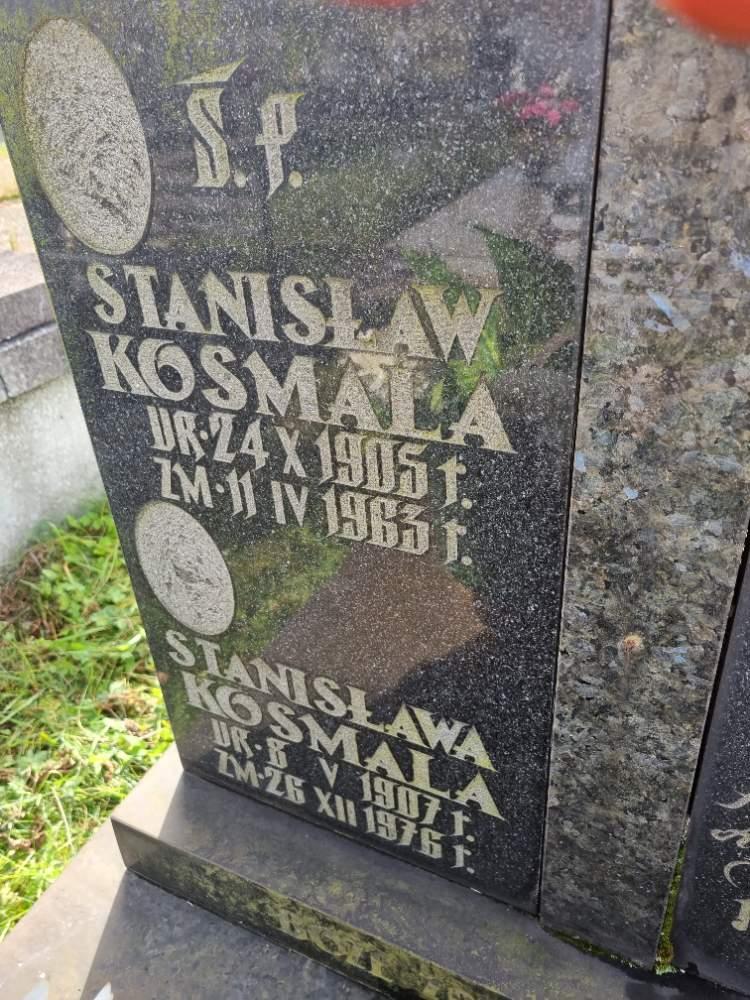 Ś.P.
STANISŁAW
KOSMALA
UR·24 X 1905 r.
ZM·11 IV 1963 r.
STANISŁAWA
KOSMALA
UR·8 V 1907 r.
ZM·26 XII 1976 r.